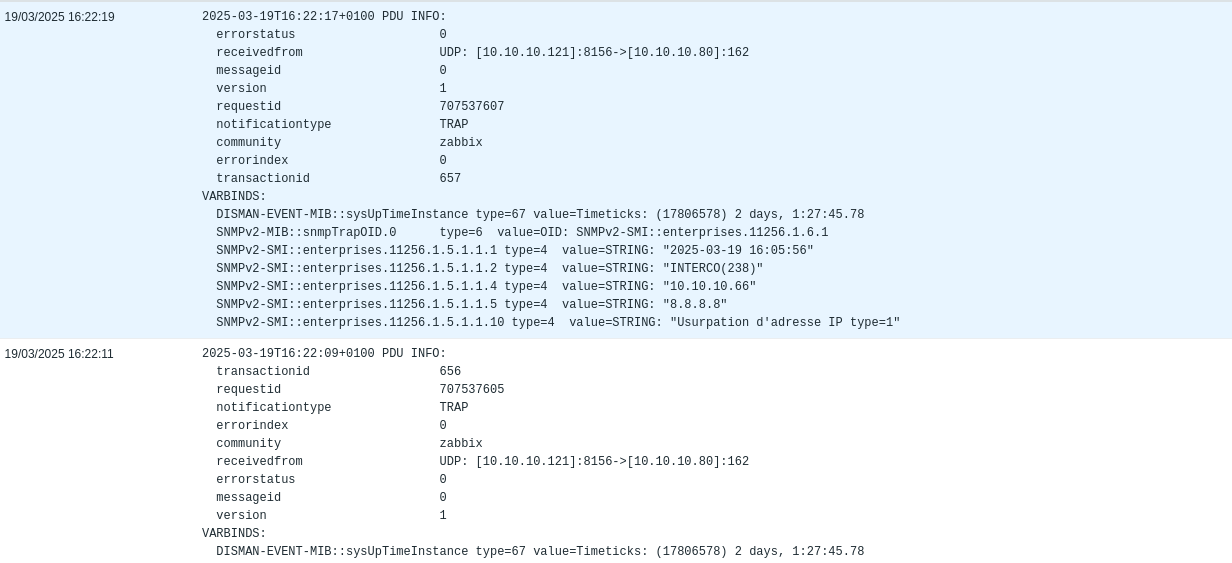 19/03/2025 16:22:19 2025-03-19T16:22:17+0100 PDU INFO:
errorstatus 0
receivedfrom UDP: [10.10.10.121]:8156->[10.10.10.80]:162
messageid 0
version 1
requestid 707537607
notificationtype TRAP
community zabbix
errorindex 0
transactionid 657
VARBINDS:
DISMAN-EVENT-MIB::sysUpTimeInstance type=67 value=Timeticks: (17806578) 2 days, 1:27:45.78
SNMPv2-MIB::snmpTrapOID.0 type=6 value=OID: SNMPv2-SMI::enterprises.11256.1.6.1
SNMPv2-SMI::enterprises.11256.1.5.1.1.1 type=4 value=STRING: "2025-03-19 16:05:56"
SNMPv2-SMI::enterprises.11256.1.5.1.1.2 type=4 value=STRING: "INTERCO(238)"
SNMPv2-SMI::enterprises.11256.1.5.1.1.4 type=4 value=STRING: "10.10.10.66"
SNMPv2-SMI::enterprises.11256.1.5.1.1.5 type=4 value=STRING: "8.8.8.8"
SNMPv2-SMI::enterprises.11256.1.5.1.1.10 type=4 value=STRING: "Usurpation d'adresse IP type=1"
19/03/2025 16:22:11 2025-03-19T16:22:09+0100 PDU INFO:
transactionid 656
requestid 707537605
notificationtype TRAP
errorindex 0
community zabbix
receivedfrom UDP: [10.10.10.121]:8156->[10.10.10.80]:162
errorstatus 0
messageid 0
version 1
VARBINDS:
DISMAN-EVENT-MIB::sysUpTimeInstance type=67 value=Timeticks: (17806578) 2 days, 1:27:45.78